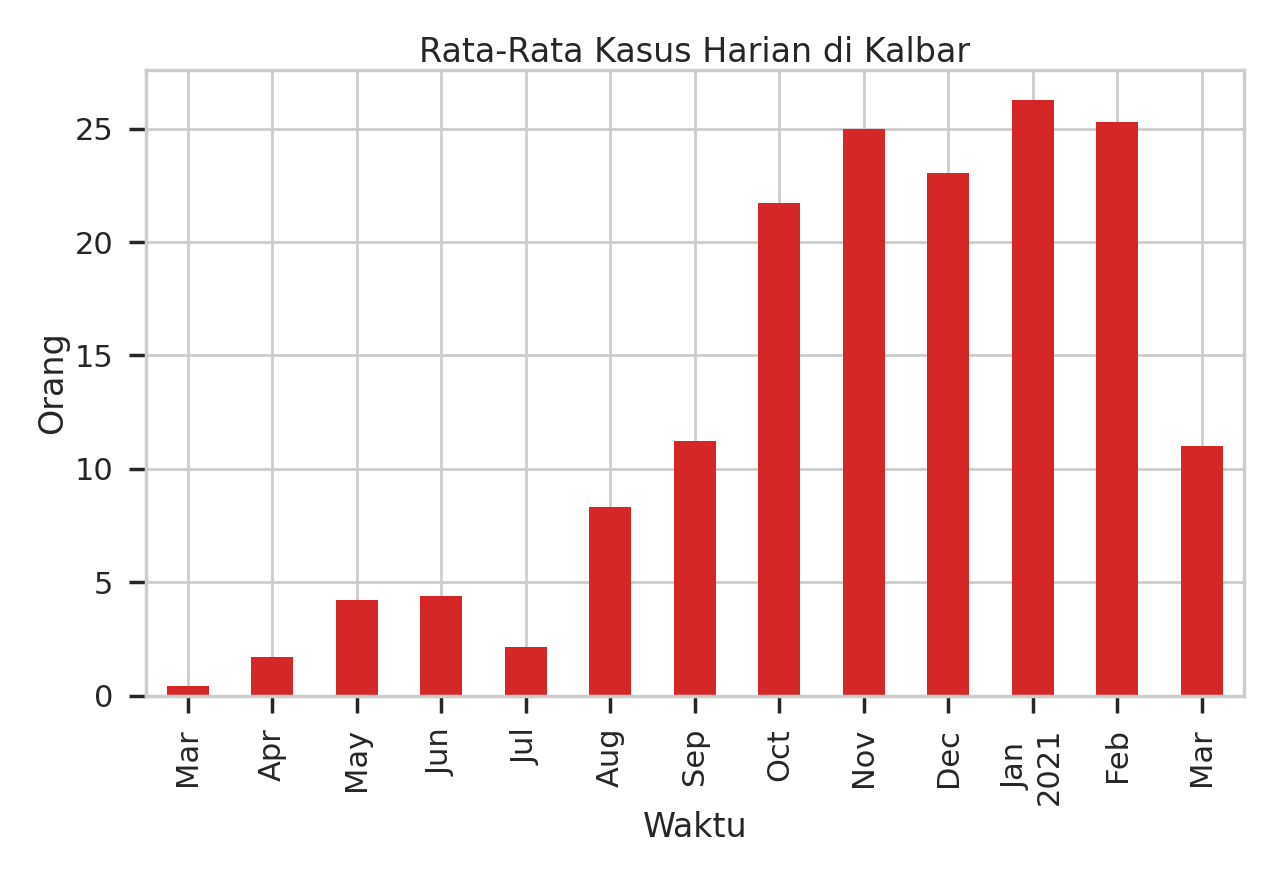 Rata-Rata Kasus Harian di Kalbar
Orang
25
20
15
10
5
0
Mar
Apr
May
Jun
Jul
Aug
Sep
Oct
Nov
Dec
Jan
2021
Feb
Mar
Waktu